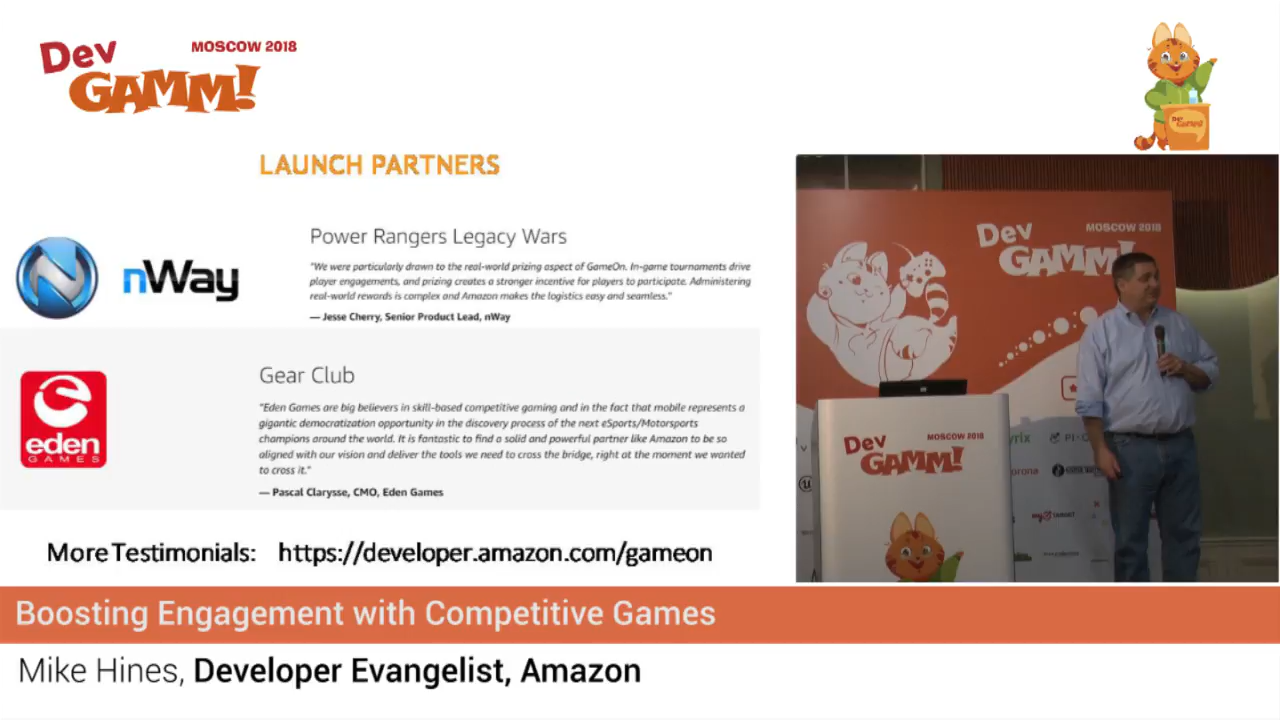 Dev
GAMM!
MOSCOW 2018
Dev
GAMM!
LAUNCH PARTNERS
nWay
Power Rangers Legacy Wars
"We were particularly drawn to the real-world prizing aspect of GameOn. In-game tournaments drive
player engagements, and prizing creates a stronger incentive for players to participate. Administering
real-world rewards is complex and Amazon makes the logistics easy and seamless."
— Jesse Cherry, Senior Product Lead, nWay
eden
GAMES
Gear Club
"Eden Games are big believers in skill-based competitive gaming and in the fact that mobile represents a
gigantic democratization opportunity in the discovery process of the next eSports/Motorsports
champions around the world. It is fantastic to find a solid and powerful partner like Amazon to be so
aligned with our vision and deliver the tools we need to cross the bridge, right at the moment we wanted
to cross it."
— Pascal Clarysse, CMO, Eden Games
More Testimonials: https://developer.amazon.com/gameon
Dev
GAMM!
MOSCOW 2018
Dev
GAMM!
MOSCOW 2018
Boosting Engagement with Competitive Games
Mike Hines, Developer Evangelist, Amazon